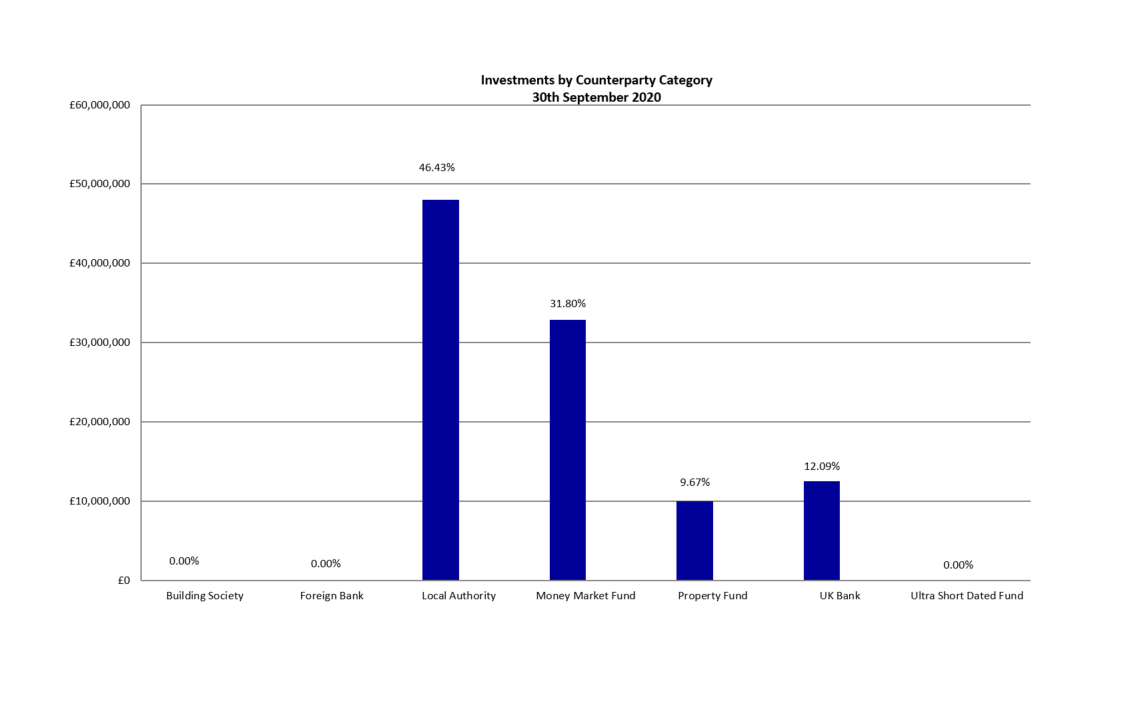 Investments by Counterparty Category
30th September 2020
£60,000,000
46.43%
£50,000,000
£40,000,000
31.80%
£30,000,000
£20,000,000
12.09%
9.67%
£10,000,000
0.00%
0.00%
0.00%
£0
Building Society
Foreign Bank
Local Authority
Money Market Fund
Property Fund
UK Bank
Ultra Short Dated Fund